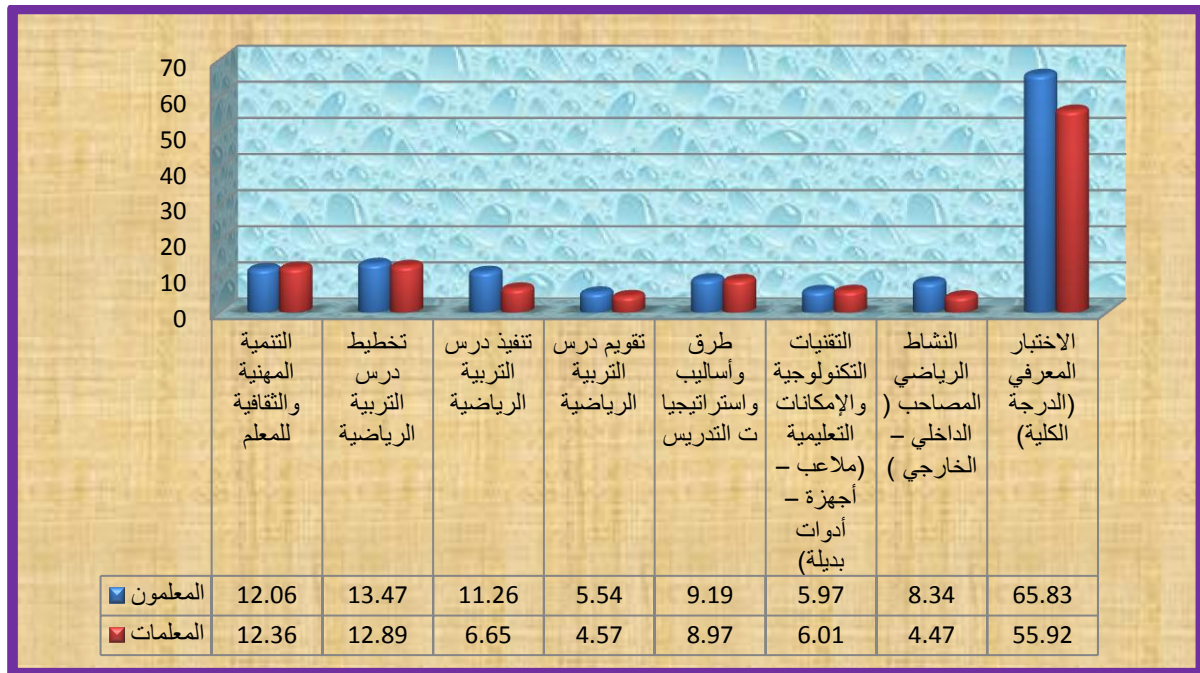 70
60
50
40
30
20
10
0
التنمية
المهنية
والثقافية
للمعلم
تخطيط
درس
التربية
الرياضية
تنفيذ درس
التربية
الرياضية
تقويم درس
التربية
الرياضية
طرق
وأساليب
واستراتيجيا
ت التدريس
التقنيات
التكنولوجية
والإمكانات
التعليمية
(ملاعب –
أجهزة –
أدوات
بديلة)
النشاط
الرياضي
المصاحب (
الداخلي –
الخارجي )
الاختبار
المعرفي
(الدرجة
الكلية)
المعلمون 12.06 13.47 11.26 5.54 9.19 5.97 8.34 65.83
المعلمات 12.36 12.89 6.65 4.57 8.97 6.01 4.47 55.92